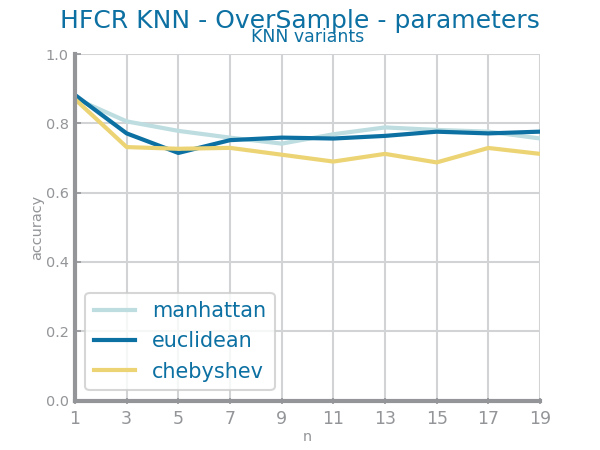 HFCR KNN - OverSample - parameters
KNN variants
1.0
0.8
0.6
0.4
0.2
0.0
accuracy
manhattan
euclidean
chebyshev
1 3 5 7 9 11 13 15 17 19
n